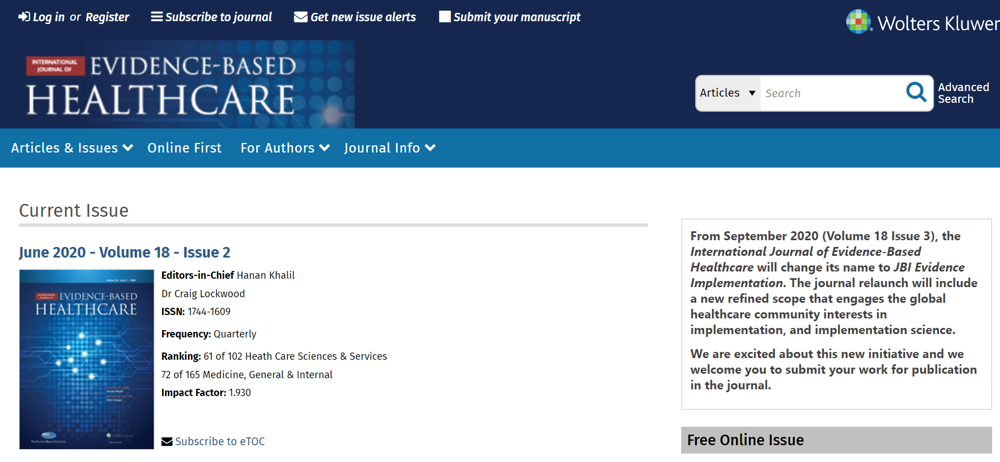 Log in or Register Subscribe to journal Get new issue alerts Submit your manuscript
Wolters Kluwer
INTERNATIONAL
JOURNAL OF
EVIDENCE-BASED
HEALTHCARE
Articles Search
Advanced
Search
Articles & Issues Online First For Authors Journal Info
Current Issue
June 2020 - Volume 18 - Issue 2
INTERNATIONAL
JOURNAL OF
EVIDENCE-BASED
HEALTHCARE
Editors-in-Chief Hanan Khalil
Dr Craig Lockwood
ISSN: 1744-1609
Frequency: Quarterly
Ranking: 61 of 102 Heath Care Sciences & Services
72 of 165 Medicine, General & Internal
Impact Factor: 1.930
Subscribe to eTOC
From September 2020 (Volume 18 Issue 3), the
International Journal of Evidence-Based
Healthcare will change its name to JBI Evidence
Implementation. The journal relaunch will include
a new refined scope that engages the global
healthcare community interests in
implementation, and implementation science.
We are excited about this new initiative and we
welcome you to submit your work for publication
in the journal.
Free Online Issue